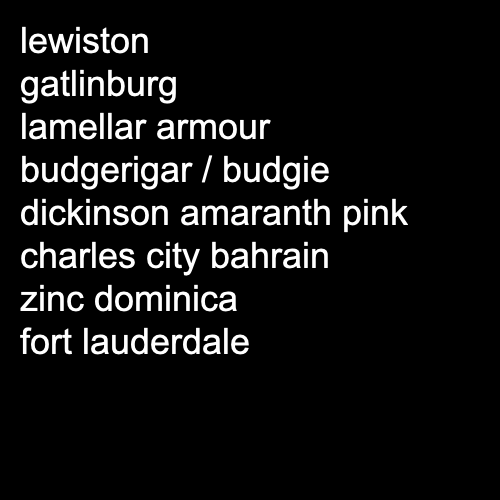 lewiston
gatlinburg
lamellar armour
budgerigar / budgie
dickinson amaranth pink
charles city bahrain
zinc dominica
fort lauderdale